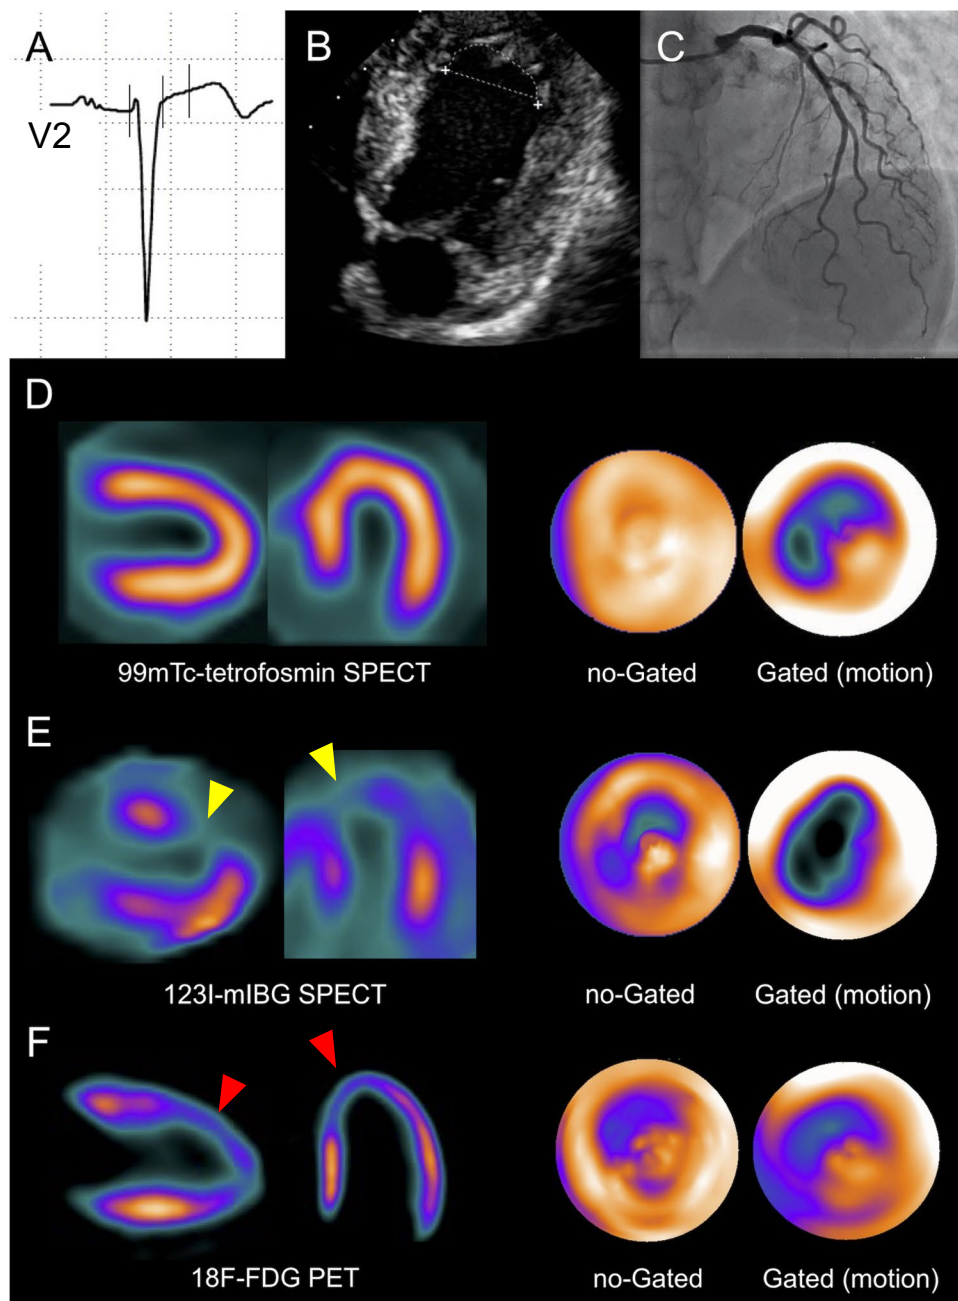 A
B
C
V2
D
99mTc-tetrofosmin SPECT
no-Gated
Gated (motion)
E
123I-mIBG SPECT
no-Gated
Gated (motion)
F
18F-FDG PET
no-Gated
Gated (motion)